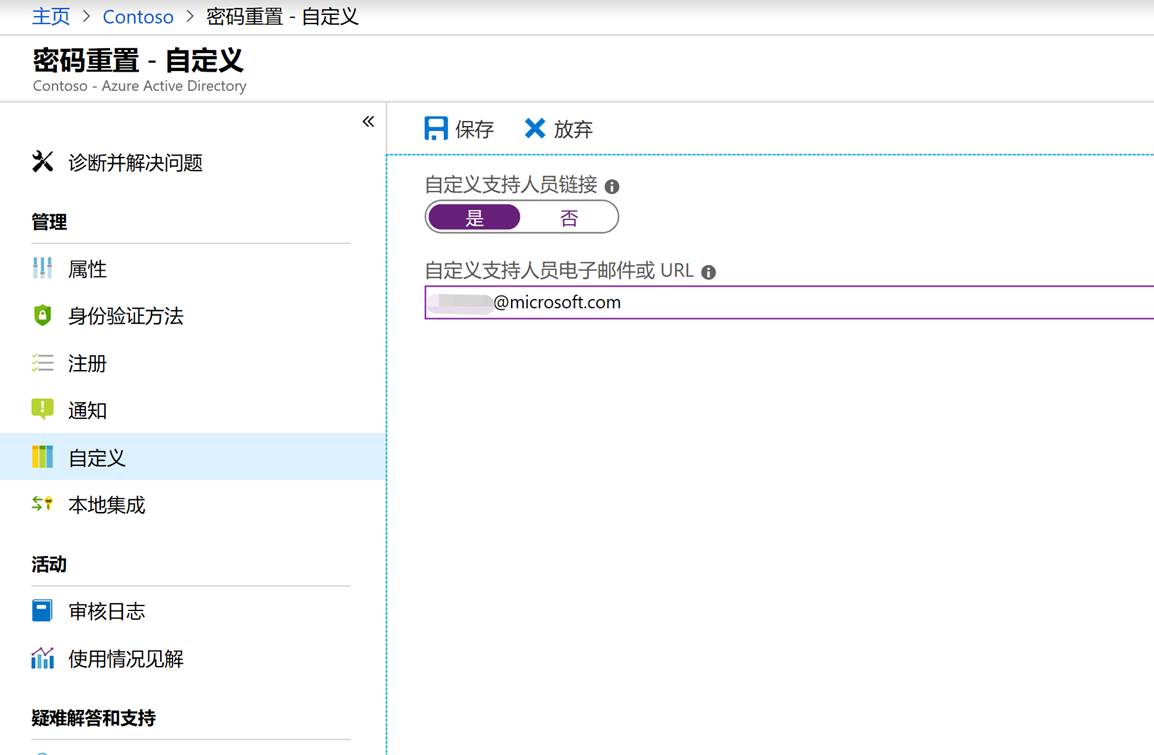 主页 > Contoso > 密码重置 - 自定义
密码重置 - 自定义
Contoso - Azure Active Directory
«
诊断并解决问题
管理
属性
身份验证方法
注册
通知
自定义
本地集成
活动
审核日志
使用情况见解
疑难解答和支持
保存 放弃
自定义支持人员链接
是 否
自定义支持人员电子邮件或 URL
@microsoft.com